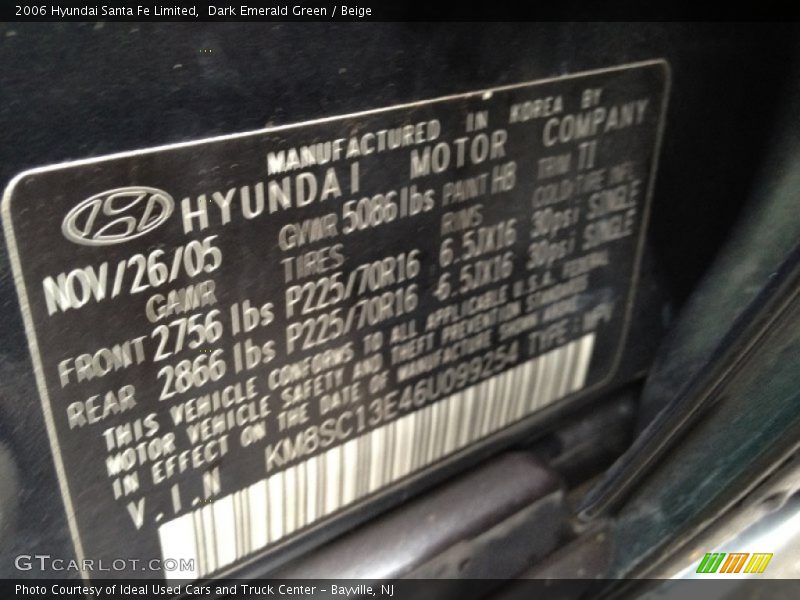 2006 Hyundai Santa Fe Limited,  Dark Emerald Green / Beige
MANUFACTURED IN KOREA BY
HYUNDAI MOTOR COMPANY
NOV/26/05 GVWR 5086 lbs PAINT H8 TRIM TI
GAWR TIRES RIMS COLD TIRE INFL
FRONT 2756 lbs P225/70R16 6.5JX16 30psi SINGLE
REAR 2866 lbs P225/70R16 6.5JX16 30psi SINGLE
THIS VEHICLE CONFORMS TO ALL APPLICABLE U.S.A. FEDERAL
MOTOR VEHICLE SAFETY AND THEFT PREVENTION STANDARDS
IN EFFECT ON THE DATE OF MANUFACTURE SHOWN ABOVE
V.I.N KM8SC13E46U099254 TYPE : MPV
GTCARLOT.COM
Photo Courtesy of Ideal Used Cars and Truck Center – Bayville, NJ